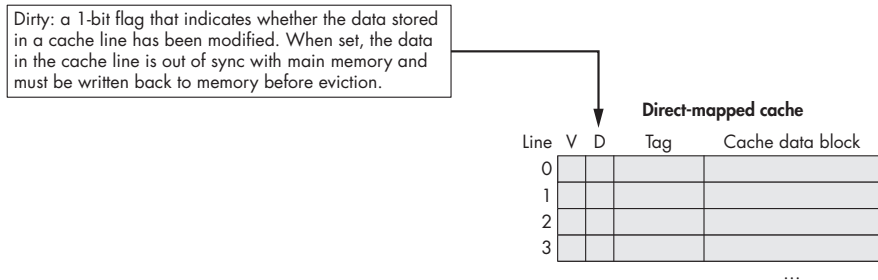 Dirty: a 1-bit flag that indicates whether the data stored
in a cache line has been modified. When set, the data
in the cache line is out of sync with main memory and
must be written back to memory before eviction.
Direct-mapped cache
Line V D Tag Cache data block
0
1
2
3
...